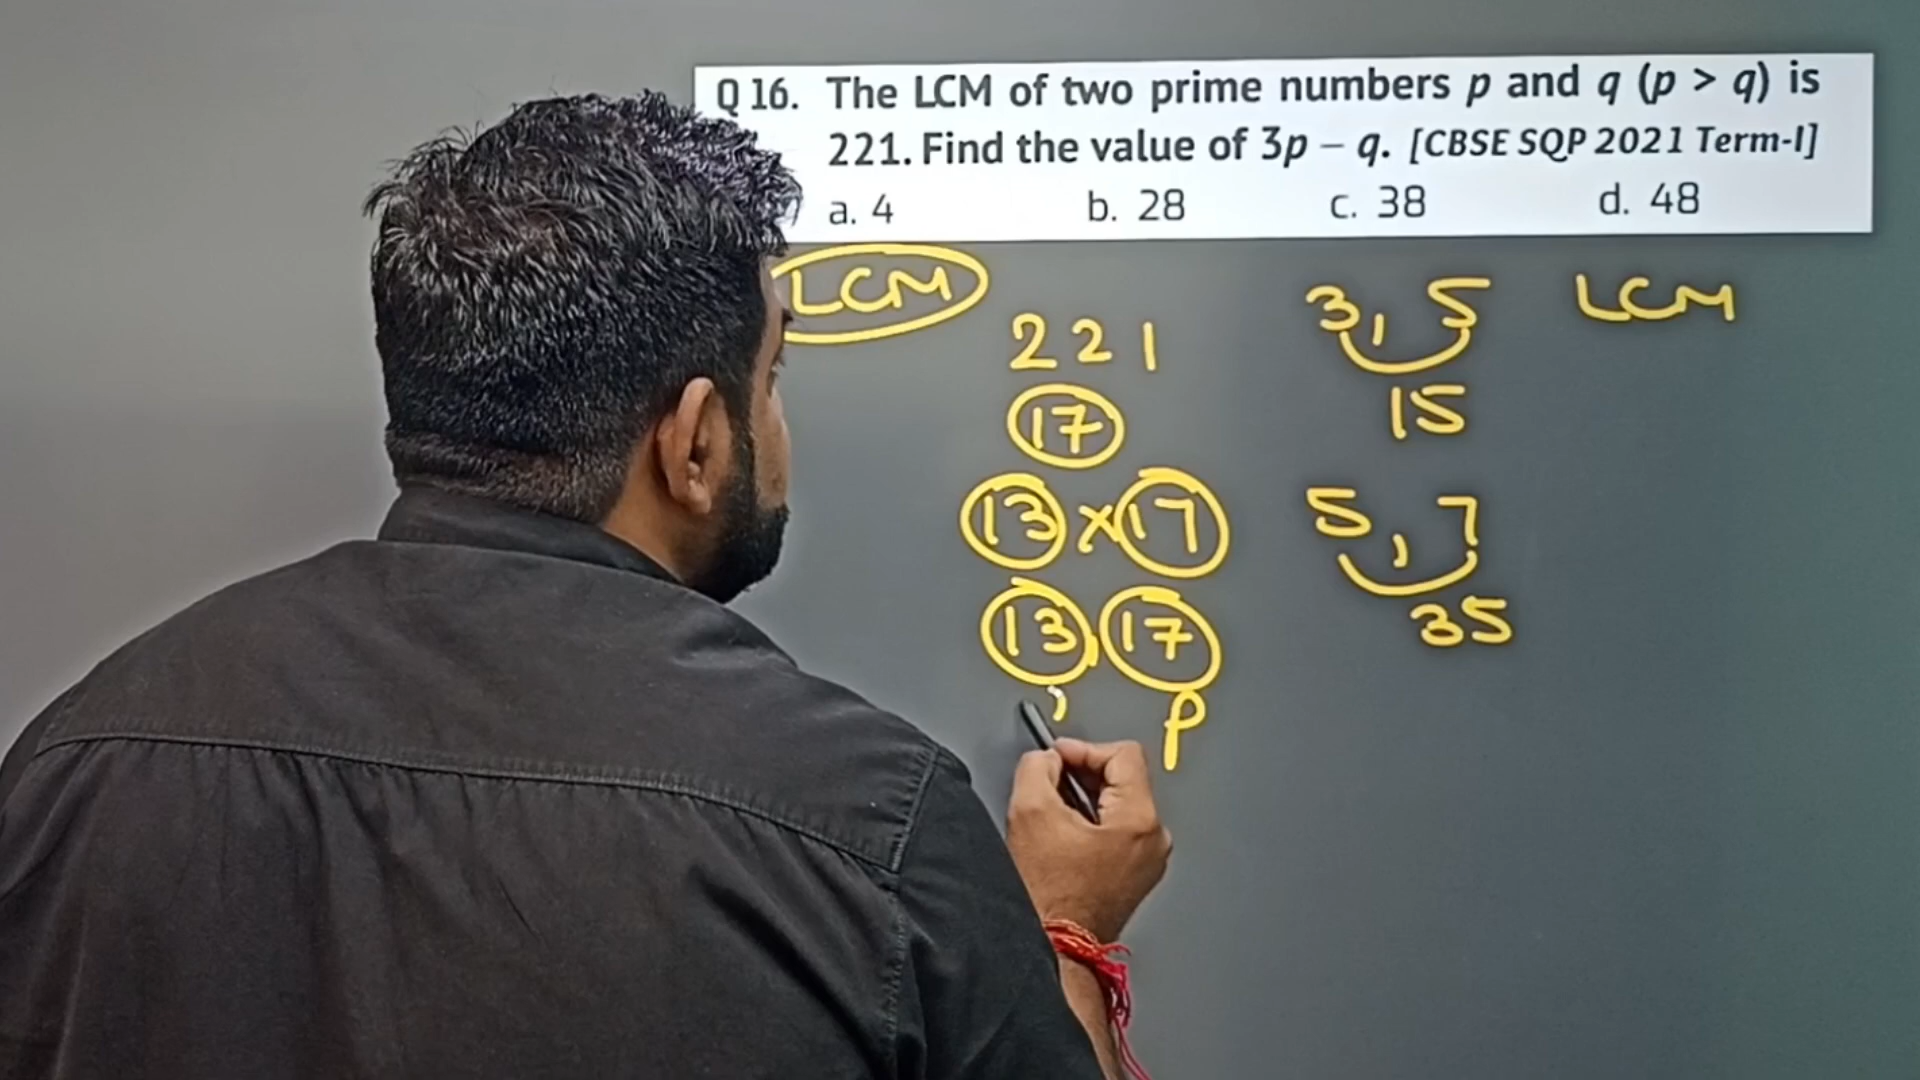 Q 16. The LCM of two prime numbers p and q (p > q) is
221. Find the value of 3p – q. [CBSE SQP 2021 Term-I]
a. 4 b. 28 c. 38 d. 48
LCM
221
17
13 × 17
13, 17
, p
3, 5 LCM
15
5, 7
35